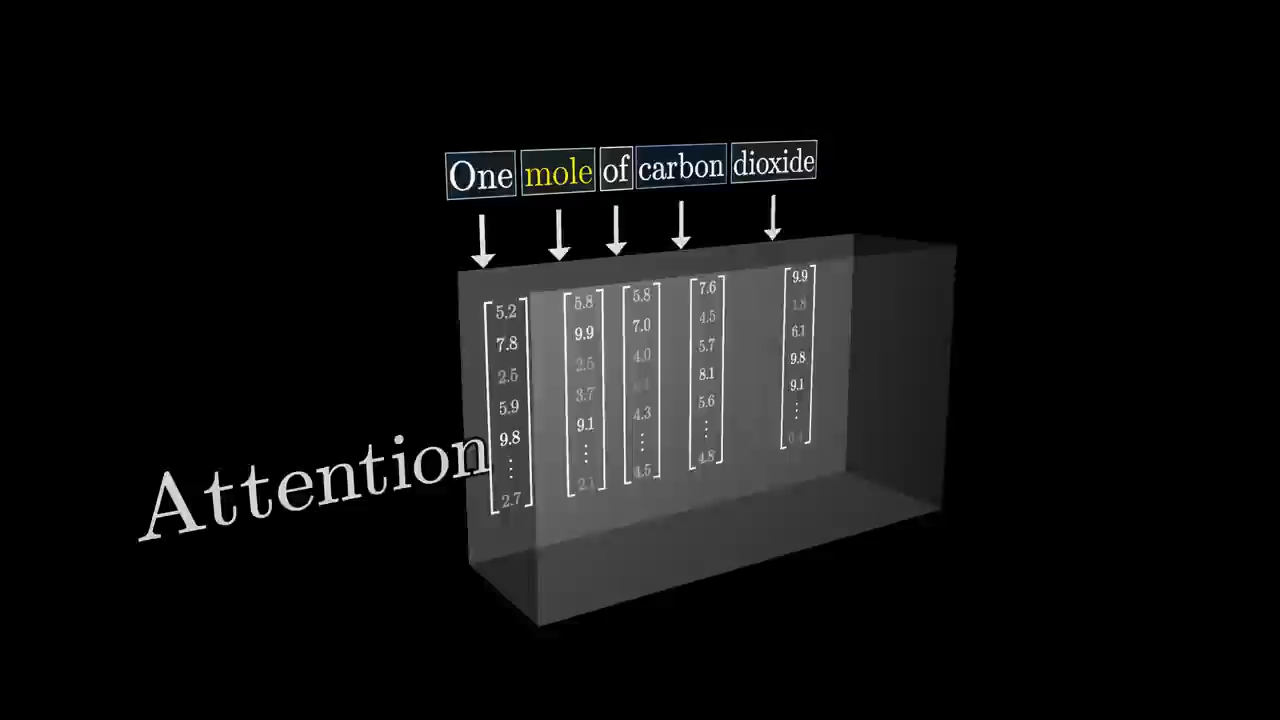 One mole of carbon dioxide
5.2 5.8 5.8 7.6 9.9
7.8 9.9 7.0 4.5 1.8
2.5 2.5 4.0 5.7 6.1
5.9 3.7 8.1 9.8
9.8 9.1 4.3 5.6 9.1
⋮ ⋮ ⋮ ⋮ ⋮
2.7 4.5 4.8
Attention